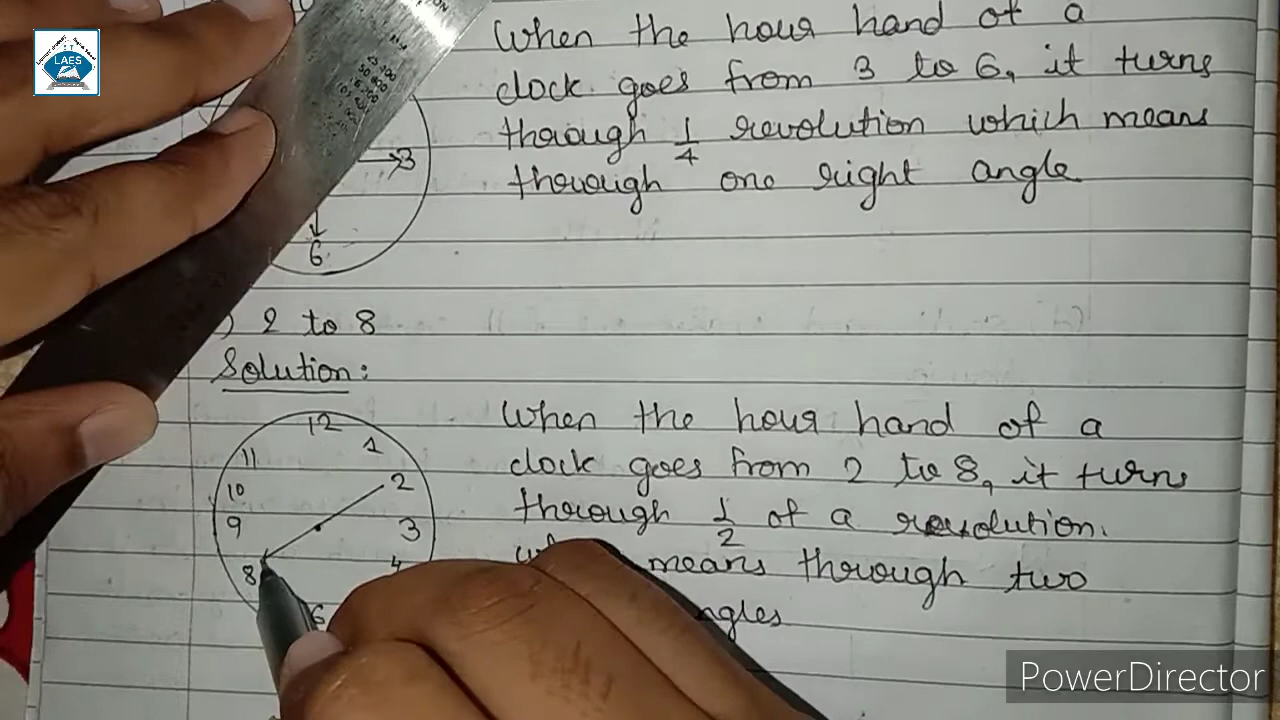 LAES
When the hour hand of a
clock goes from 3 to 6, it turns
through 1/4 revolution which means
through one right angle
3
6
) 2 to 8
Solution:
12
1
11
2
10
9
3
8
4
6
When the hour hand of a
clock goes from 2 to 8, it turns
through 1/2 of a revolution.
means through two
ngles
PowerDirector